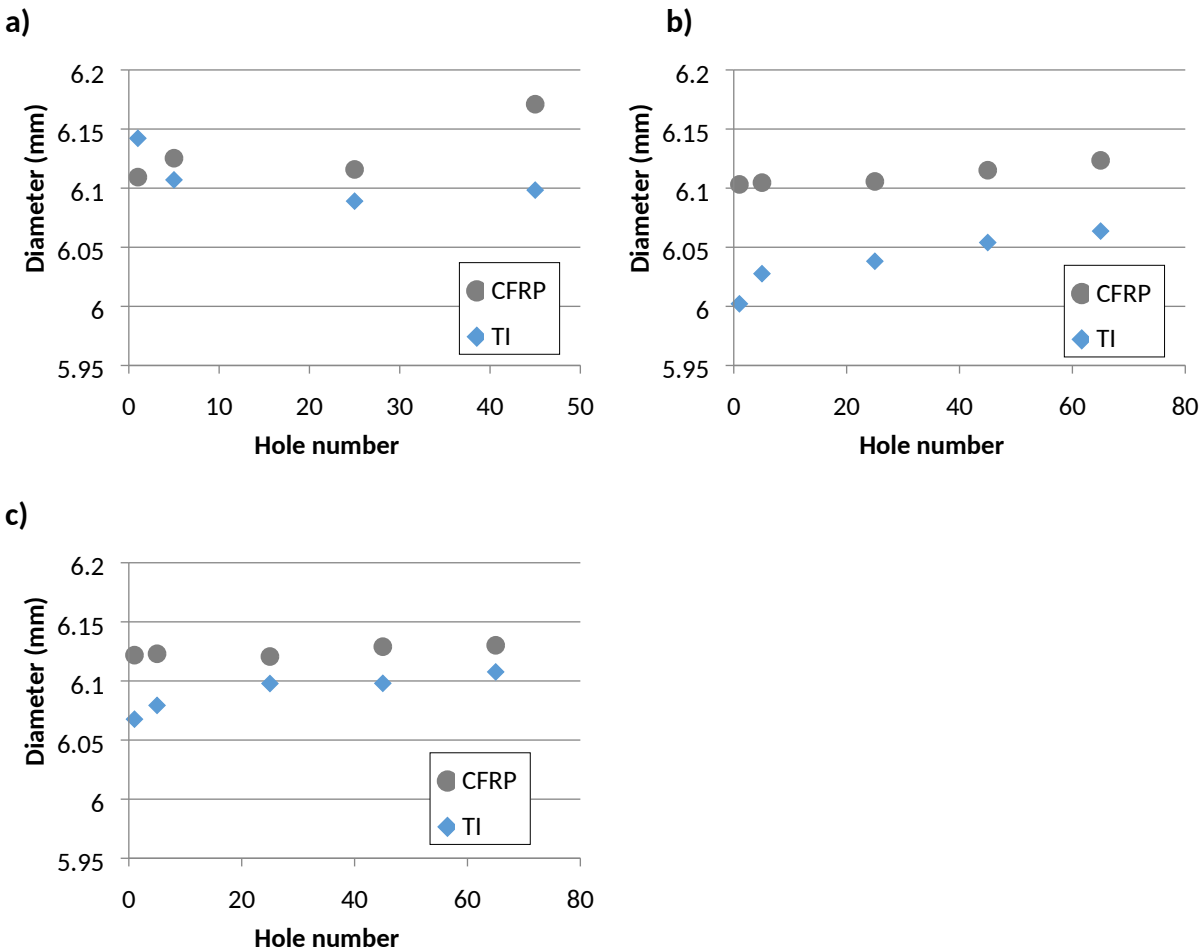 a)
6.2
6.15
6.1
6.05
6
5.95
Diameter (mm)
CFRP
TI
0 10 20 30 40 50
Hole number
b)
6.2
6.15
6.1
6.05
6
5.95
Diameter (mm)
CFRP
TI
0 20 40 60 80
Hole number
c)
6.2
6.15
6.1
6.05
6
5.95
Diameter (mm)
CFRP
TI
0 20 40 60 80
Hole number